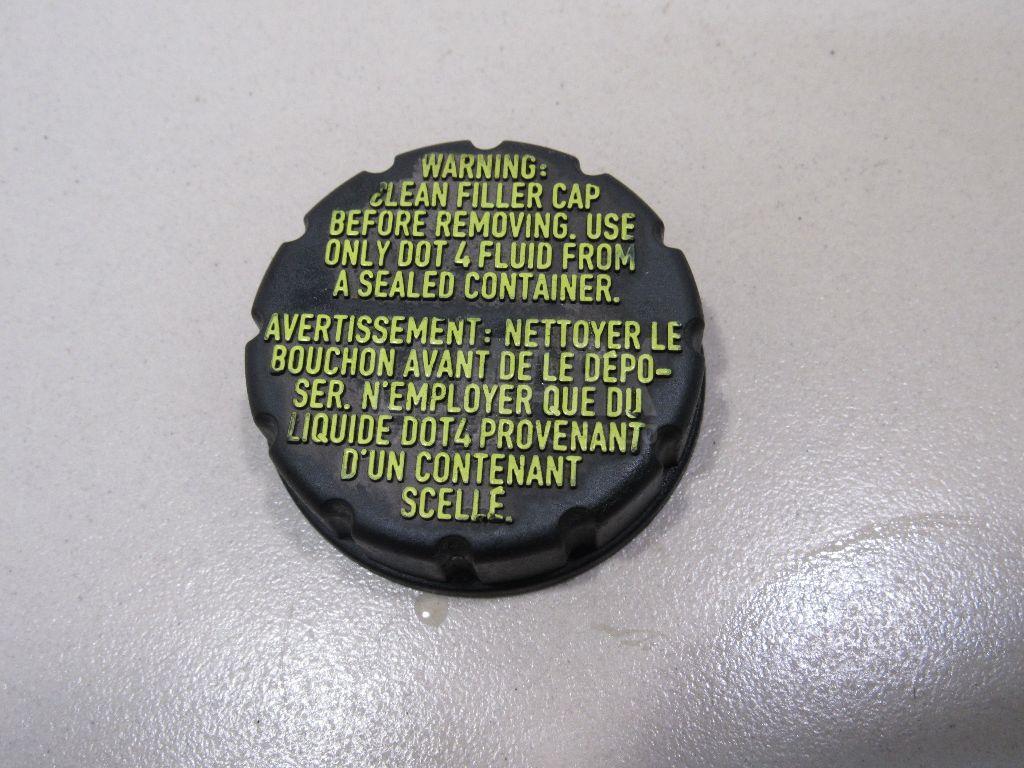 WARNING:
CLEAN FILLER CAP
BEFORE REMOVING. USE
ONLY DOT 4 FLUID FROM
A SEALED CONTAINER.
AVERTISSEMENT: NETTOYER LE
BOUCHON AVANT DE LE DÉPO-
SER. N'EMPLOYER QUE DU
LIQUIDE DOT4 PROVENANT
D'UN CONTENANT
SCELLÉ.